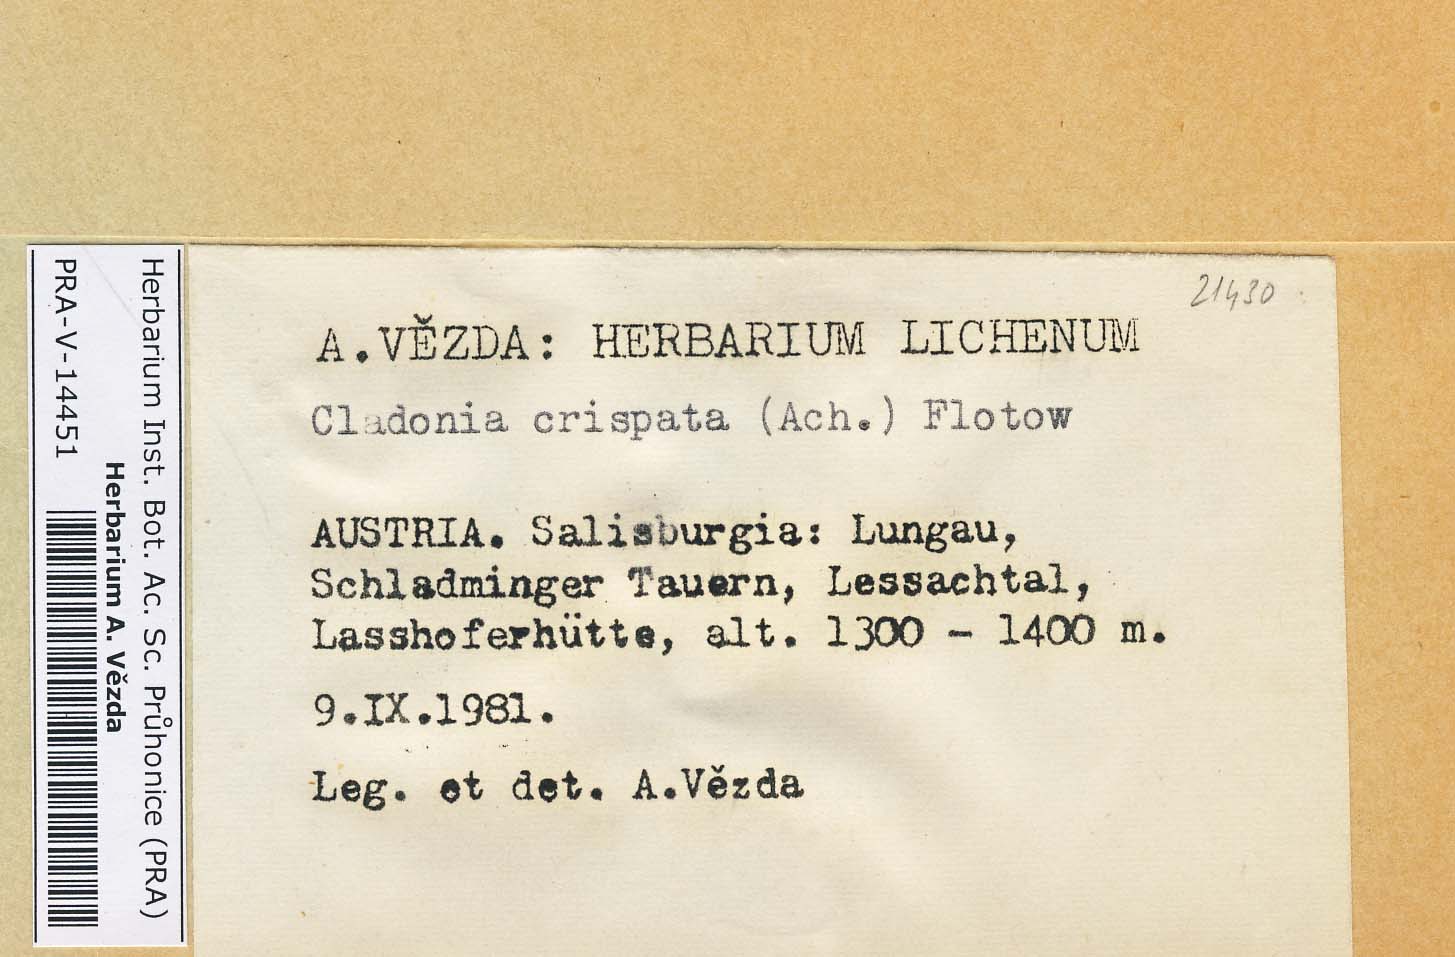 21430
A.VĚZDA: HERBARIUM LICHENUM
Cladonia crispata (Ach.) Flotow
AUSTRIA. Salisburgia: Lungau,
Schladminger Tauern, Lessachtal,
Lasshoferhütte, alt. 1300 - 1400 m.
9.IX.1981.
Leg. et det. A.Vězda
Herbarium Inst. Bot. Ac. Sc. Průhonice (PRA)
Herbarium A. Vězda
PRA-V-14451